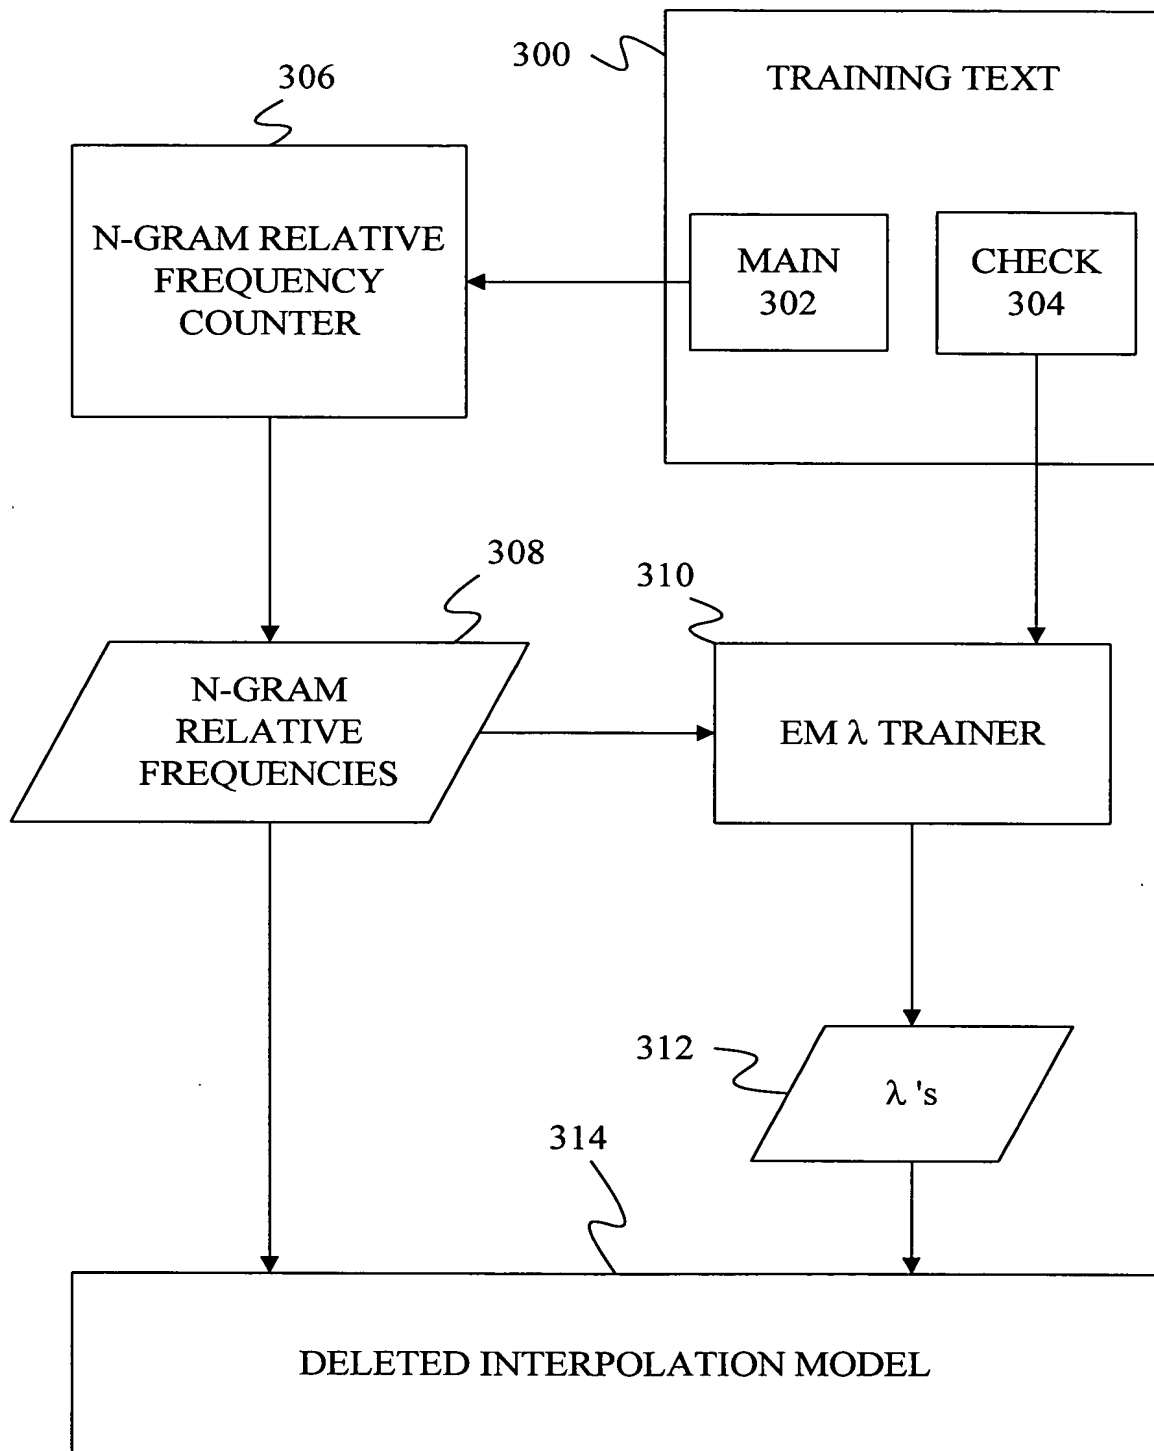 300
TRAINING TEXT
306
N-GRAM RELATIVE
FREQUENCY
COUNTER
MAIN
302
CHECK
304
308
N-GRAM
RELATIVE
FREQUENCIES
310
EM λ TRAINER
312
λ 's
314
DELETED INTERPOLATION MODEL